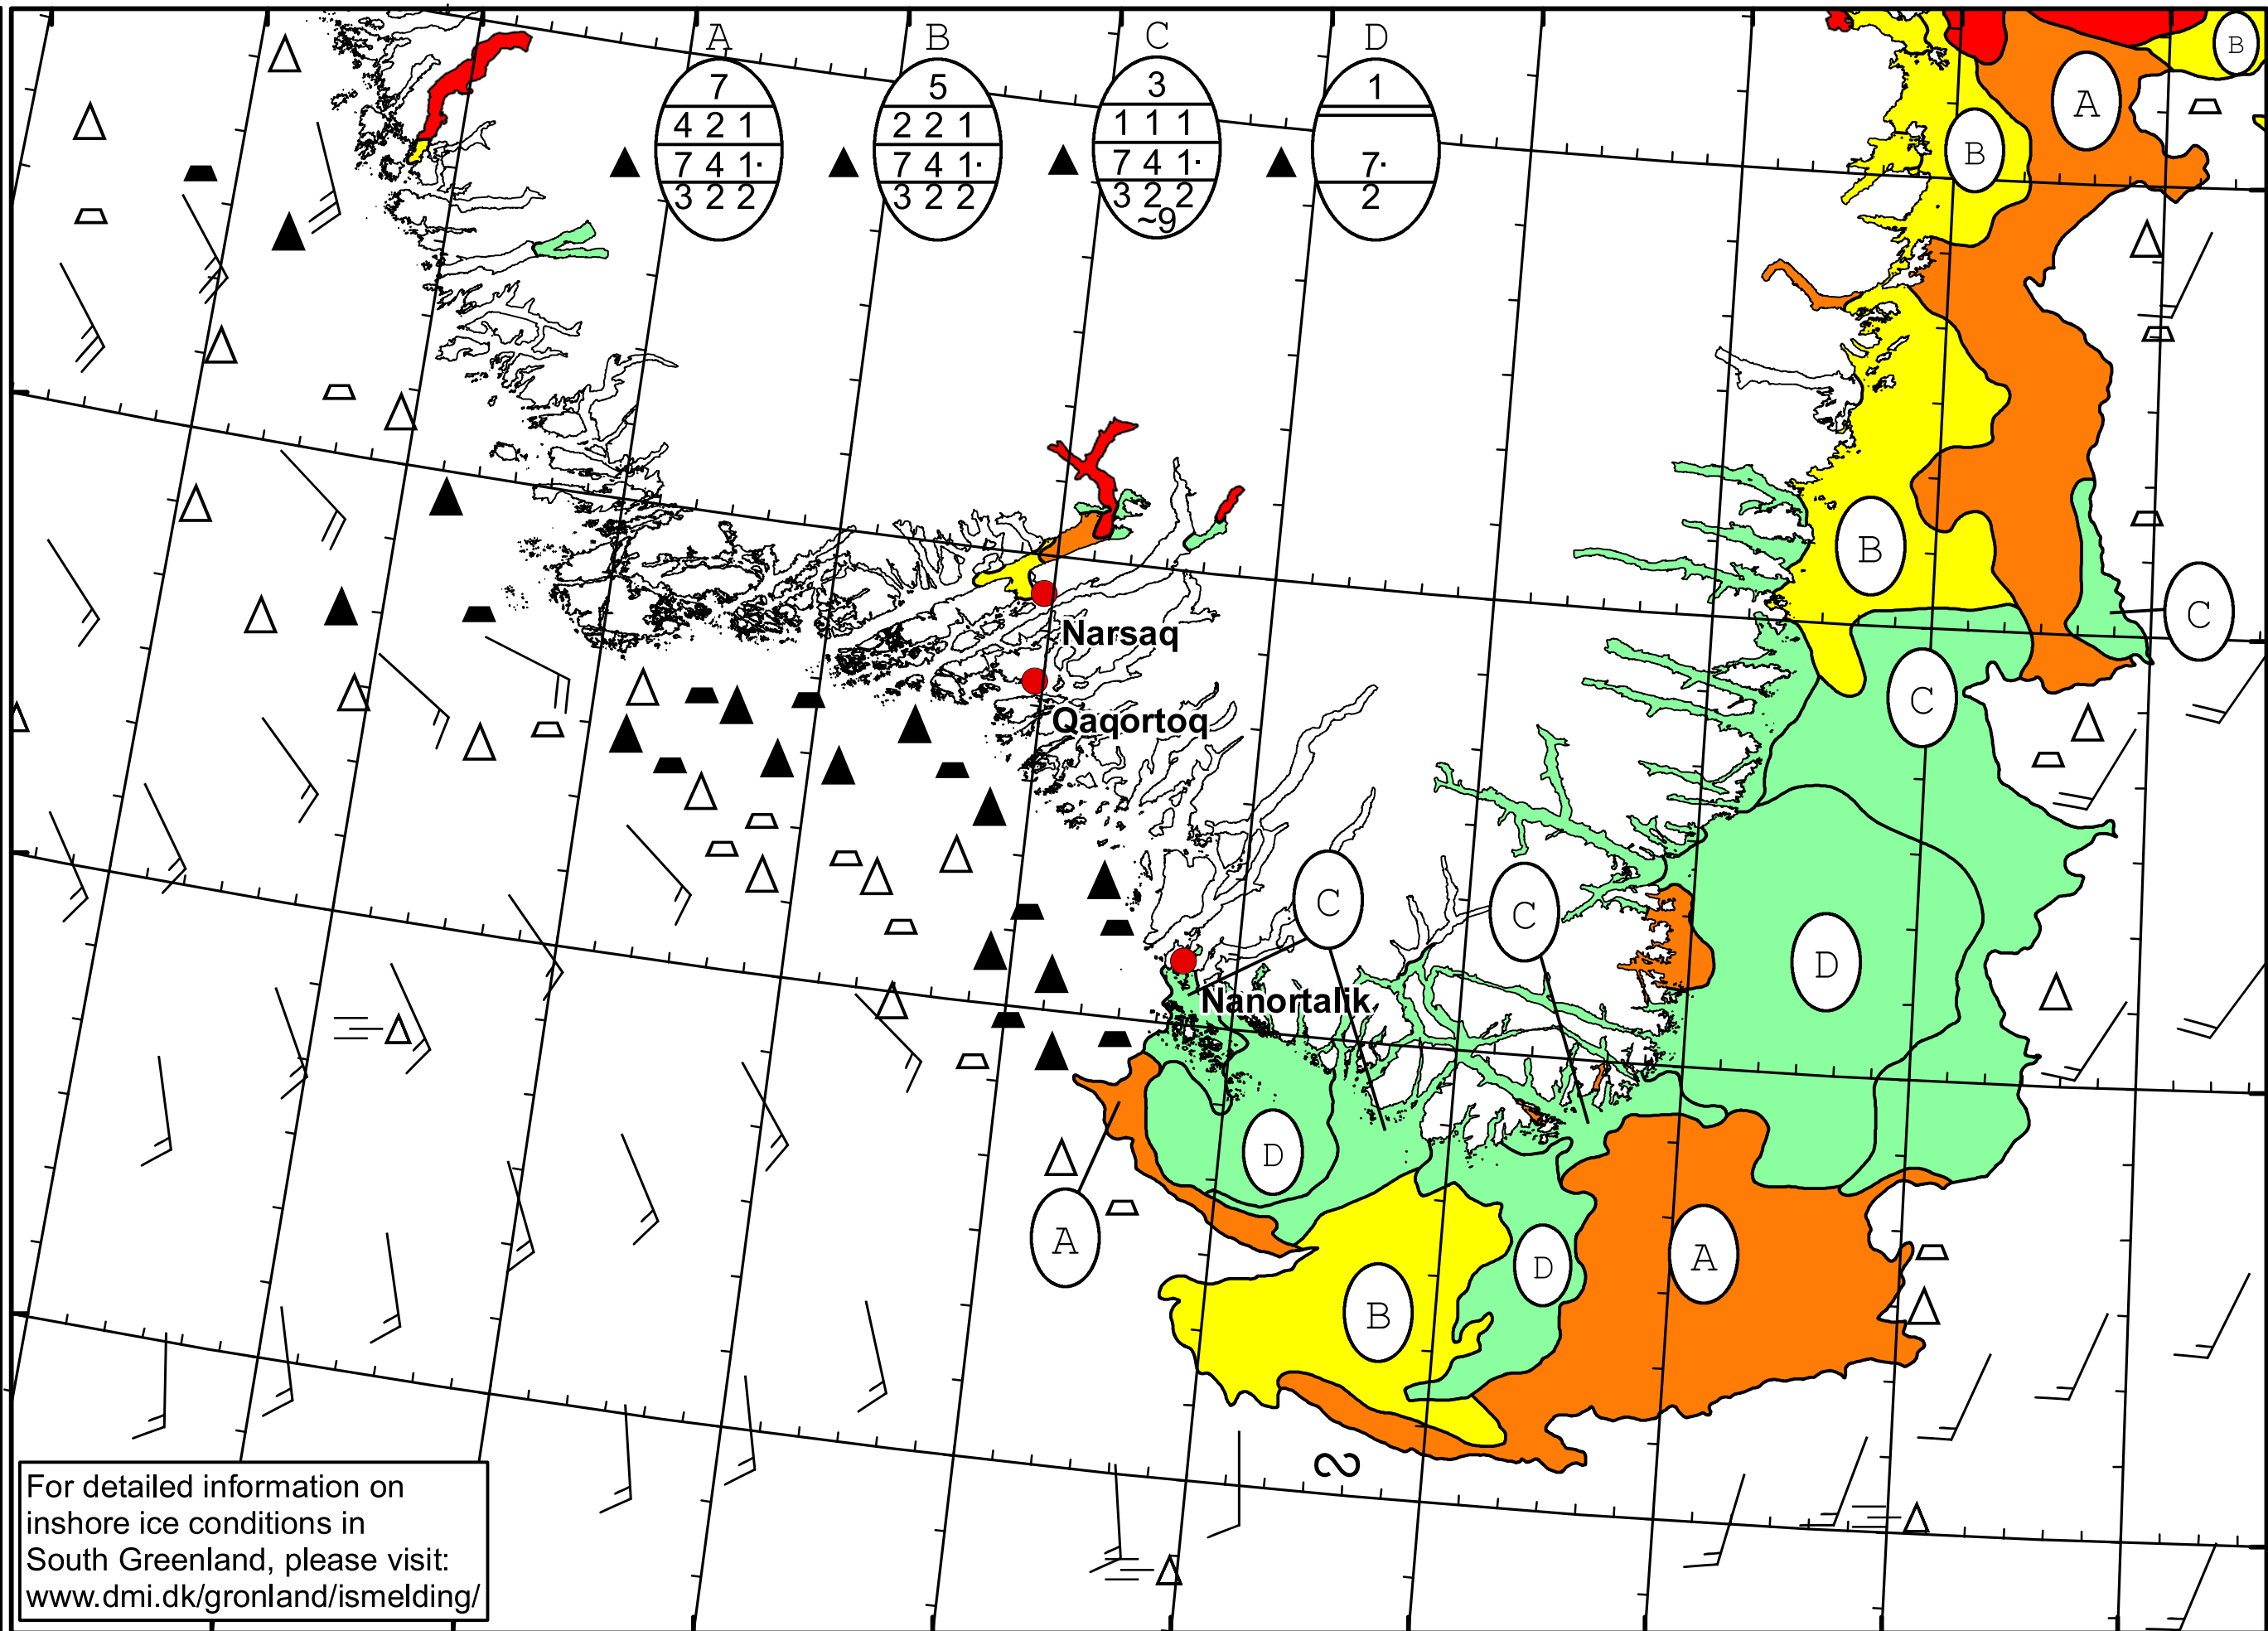 A B C D
7 5 3 1
4 2 1 2 2 1 1 1 1
7 4 1· 7 4 1· 7 4 1· 7·
3 2 2 3 2 2 3 2 2 2
~9
B
A
B
B
C
Narsaq
C
Qaqortoq
C
C
D
Nanortalik
D
A
D
A
B
For detailed information on
inshore ice conditions in
South Greenland, please visit:
www.dmi.dk/gronland/ismelding/